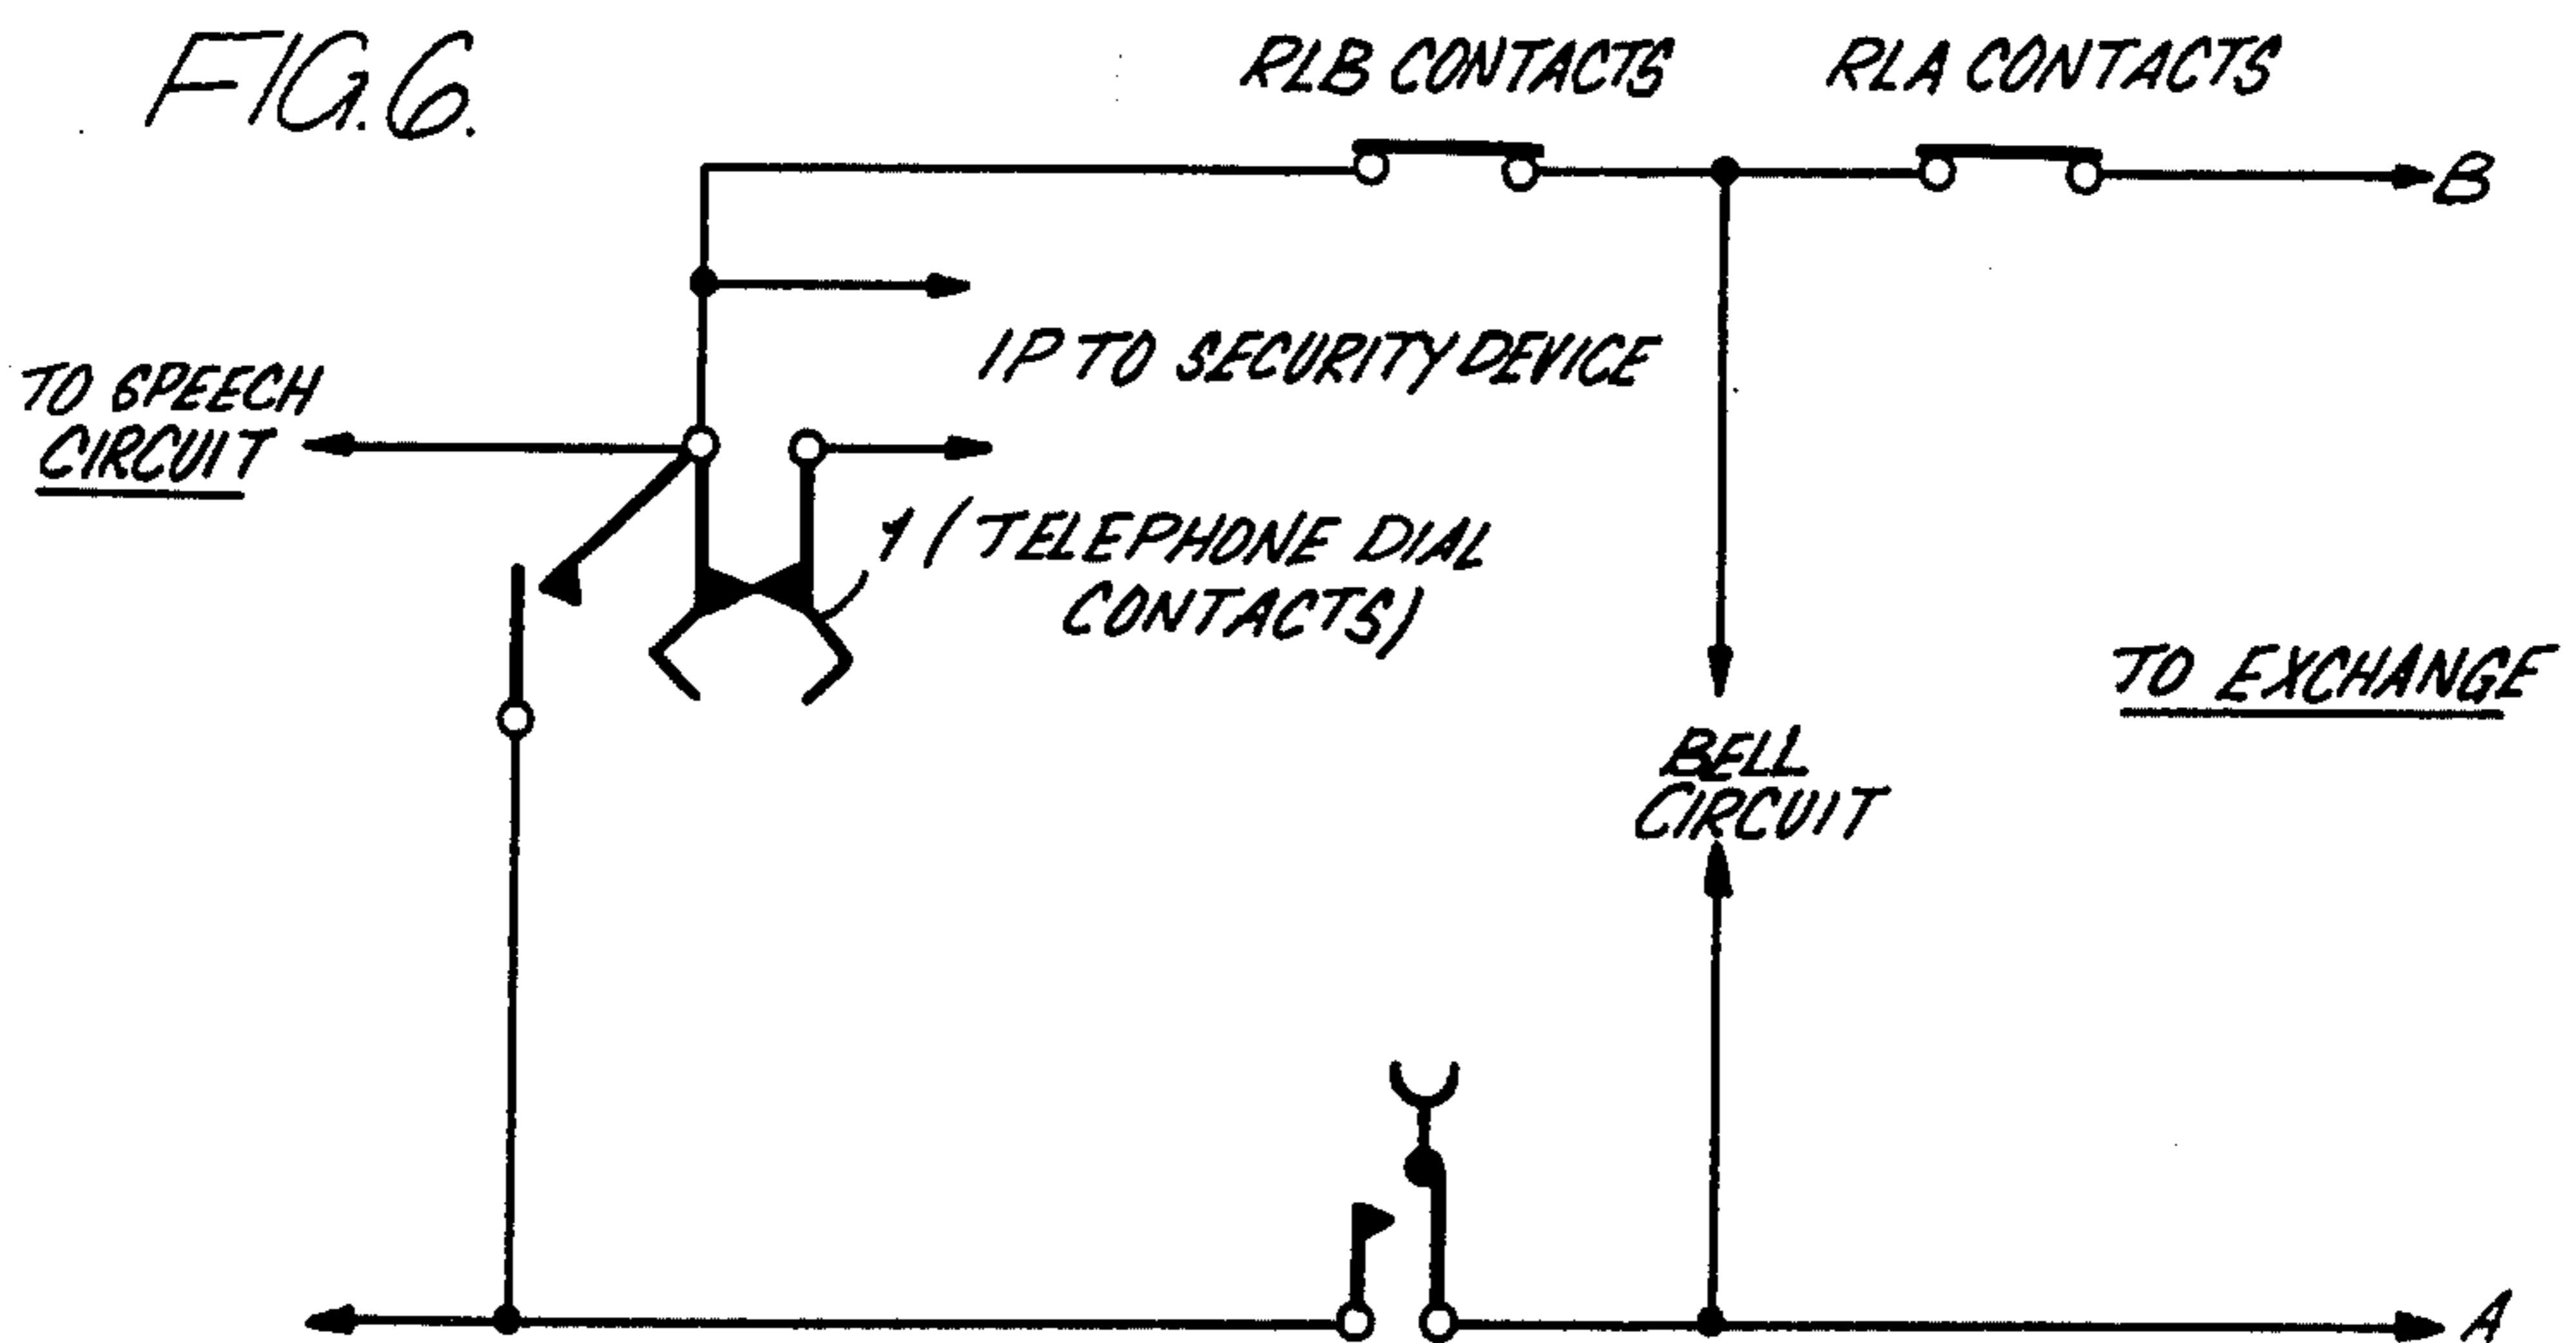 FIG.6.
RLB CONTACTS
RLA CONTACTS
B
IP TO SECURITY DEVICE
TO SPEECH
CIRCUIT
1 (TELEPHONE DIAL
CONTACTS)
TO EXCHANGE
BELL
CIRCUIT
A